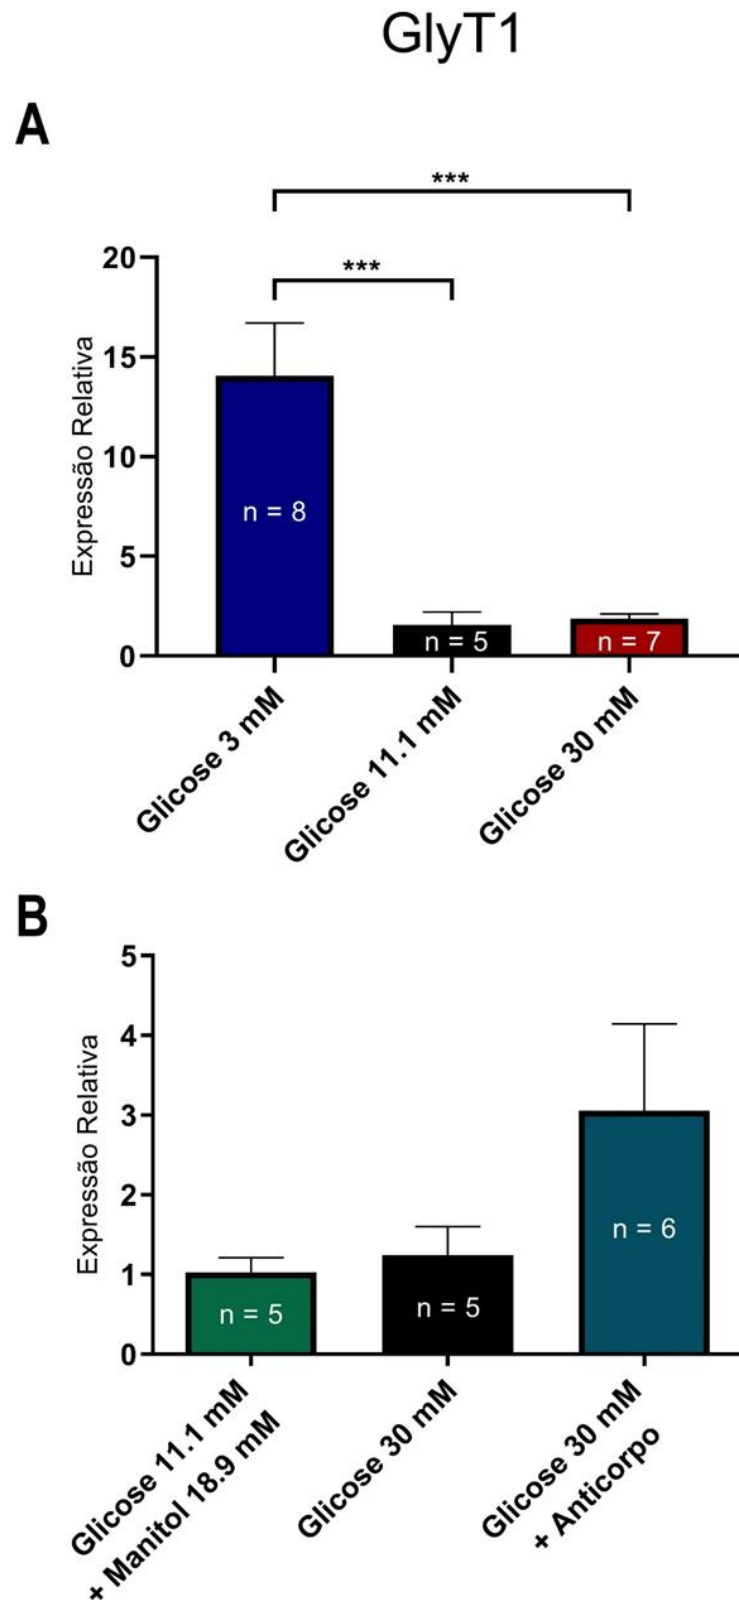 GlyT1
A
***
***
Expressão Relativa
20
15
10
5
0
n = 8
n = 5
n = 7
Glicose 3 mM
Glicose 11.1 mM
Glicose 30 mM
B
Expressão Relativa
5
4
3
2
1
0
n = 5
n = 5
n = 6
Glicose 11.1 mM
+ Manitol 18.9 mM
Glicose 30 mM
Glicose 30 mM
+ Anticorpo